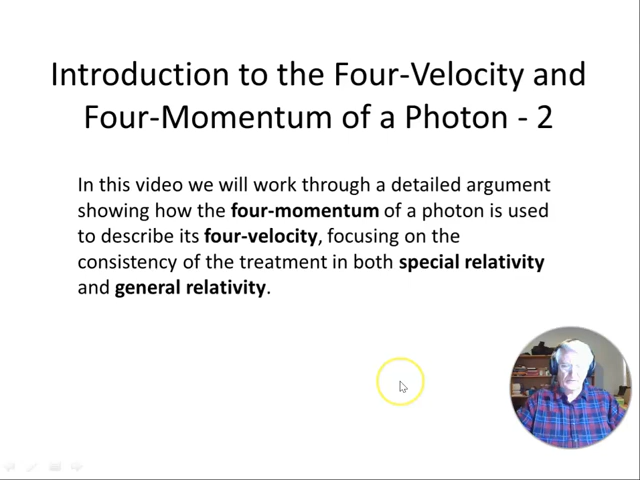 Introduction to the Four-Velocity and
Four-Momentum of a Photon - 2
In this video we will work through a detailed argument
showing how the four-momentum of a photon is used
to describe its four-velocity, focusing on the
consistency of the treatment in both special relativity
and general relativity.